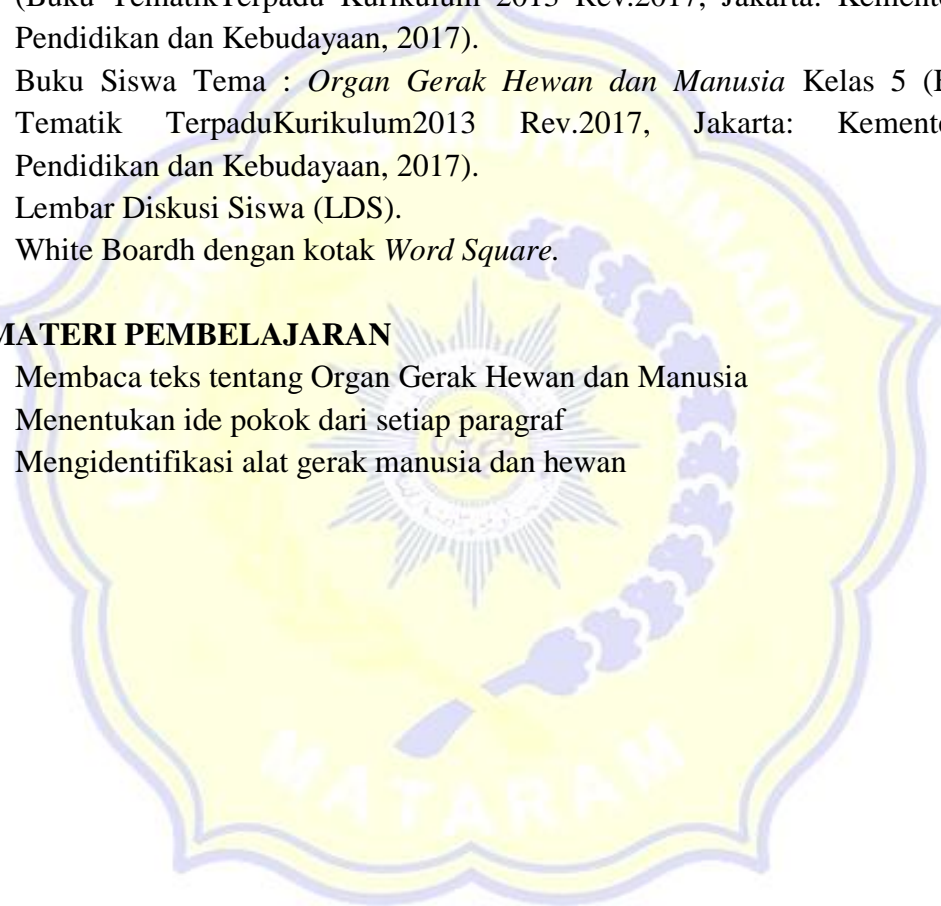 (Buku TematikTerpadu Kurikulum 2013 Rev.2017, Jakarta:
Pendidikan dan Kebudayaan, 2017).
Buku Siswa Tema : Organ Gerak Hewan dan Manusia Kelas 5
Tematik TerpaduKurikulum2013 Rev.2017, Jakarta:
Pendidikan dan Kebudayaan, 2017).
Lembar Diskusi Siswa (LDS).
White Boardh dengan kotak Word Square.
MATERI PEMBELAJARAN
Membaca teks tentang Organ Gerak Hewan dan Manusia
Menentukan ide pokok dari setiap paragraf
Mengidentifikasi alat gerak manusia dan hewan
MUHAMMADIYAH
MATARAM